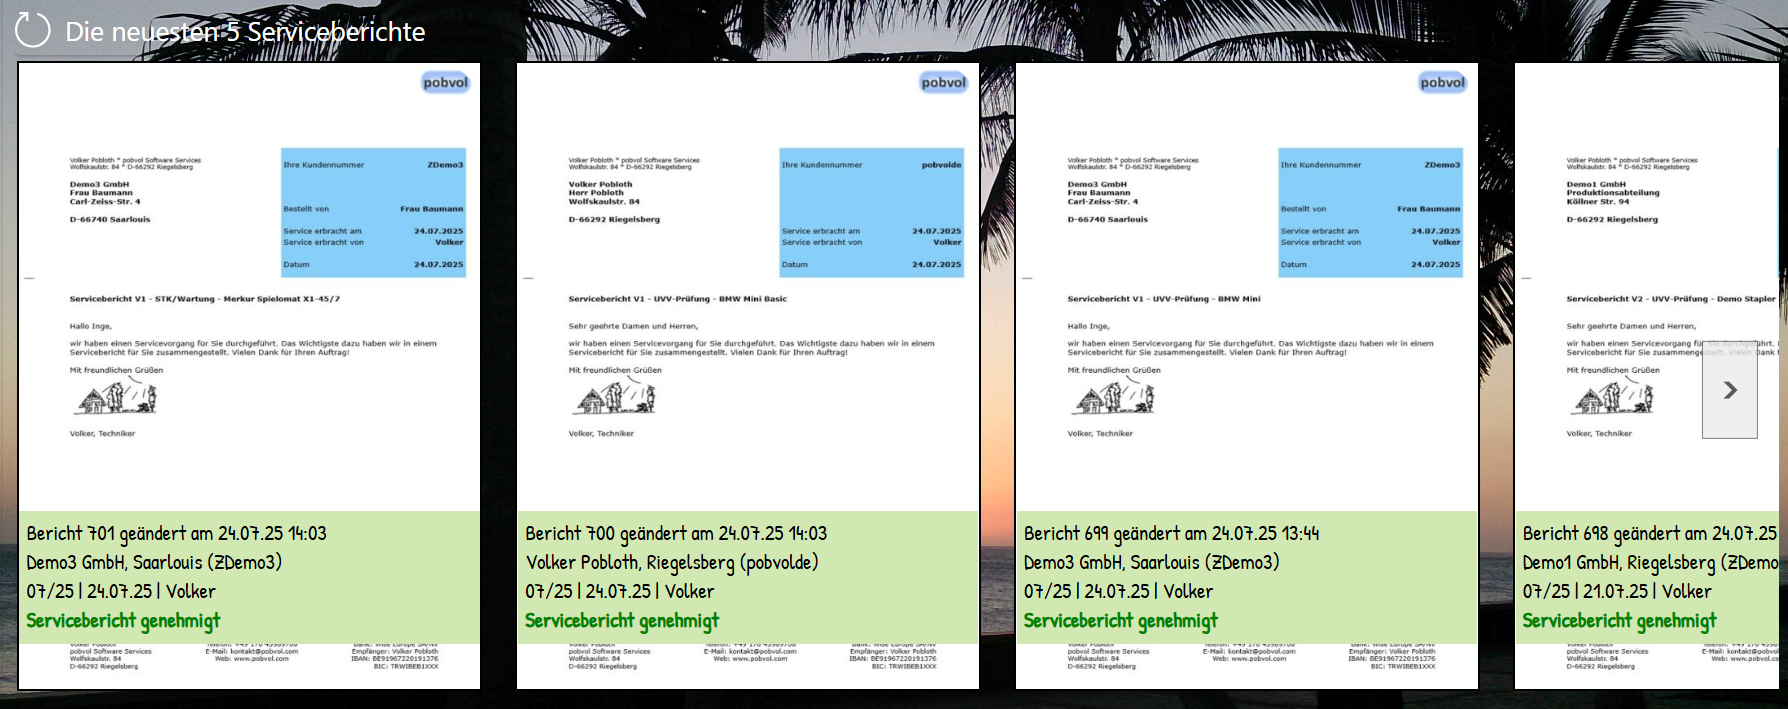 Die neuesten 5 Serviceberichte
pobvol
Volker Pobloth * pobvol Software Services
Wolfskaulstr. 84 * D-66292 Riegelsberg
Demo3 GmbH
Frau Baumann
Carl-Zeiss-Str. 4
D-66740 Saarlouis
Ihre Kundennummer ZDemo3
Bestellt von Frau Baumann
Service erbracht am 24.07.2025
Service erbracht von Volker
Datum 24.07.2025
Servicebericht V1 - STK/Wartung - Merkur Spielomat X1-45/7
Hallo Inge,
wir haben einen Servicevorgang für Sie durchgeführt. Das Wichtigste dazu haben wir in einem
Servicebericht für Sie zusammengestellt. Vielen Dank für Ihren Auftrag!
Mit freundlichen Grüßen
Volker, Techniker
Bericht 701 geändert am 24.07.25 14:03
Demo3 GmbH, Saarlouis (ZDemo3)
07/25 | 24.07.25 | Volker
Servicebericht genehmigt
pobvol Software Services E-Mail: kontakt@pobvol.com Empfänger: Volker Pobloth
Wolfskaulstr. 84 Web: www.pobvol.com IBAN: BE91967220191376
D-66292 Riegelsberg BIC: TRWIBEB1XXX
pobvol
Volker Pobloth * pobvol Software Services
Wolfskaulstr. 84 * D-66292 Riegelsberg
Volker Pobloth
Herr Pobloth
Wolfskaulstr. 84
D-66292 Riegelsberg
Ihre Kundennummer pobvolde
Service erbracht am 24.07.2025
Service erbracht von Volker
Datum 24.07.2025
Servicebericht V1 - UVV-Prüfung - BMW Mini Basic
Sehr geehrte Damen und Herren,
wir haben einen Servicevorgang für Sie durchgeführt. Das Wichtigste dazu haben wir in einem
Servicebericht für Sie zusammengestellt. Vielen Dank für Ihren Auftrag!
Mit freundlichen Grüßen
Volker, Techniker
Bericht 700 geändert am 24.07.25 14:03
Volker Pobloth, Riegelsberg (pobvolde)
07/25 | 24.07.25 | Volker
Servicebericht genehmigt
pobvol Software Services E-Mail: kontakt@pobvol.com Empfänger: Volker Pobloth
Wolfskaulstr. 84 Web: www.pobvol.com IBAN: BE91967220191376
D-66292 Riegelsberg BIC: TRWIBEB1XXX
pobvol
Volker Pobloth * pobvol Software Services
Wolfskaulstr. 84 * D-66292 Riegelsberg
Demo3 GmbH
Frau Baumann
Carl-Zeiss-Str. 4
D-66740 Saarlouis
Ihre Kundennummer ZDemo3
Bestellt von Frau Baumann
Service erbracht am 24.07.2025
Service erbracht von Volker
Datum 24.07.2025
Servicebericht V1 - UVV-Prüfung - BMW Mini
Hallo Inge,
wir haben einen Servicevorgang für Sie durchgeführt. Das Wichtigste dazu haben wir in einem
Servicebericht für Sie zusammengestellt. Vielen Dank für Ihren Auftrag!
Mit freundlichen Grüßen
Volker, Techniker
Bericht 699 geändert am 24.07.25 13:44
Demo3 GmbH, Saarlouis (ZDemo3)
07/25 | 24.07.25 | Volker
Servicebericht genehmigt
pobvol Software Services E-Mail: kontakt@pobvol.com Empfänger: Volker Pobloth
Wolfskaulstr. 84 Web: www.pobvol.com IBAN: BE91967220191376
D-66292 Riegelsberg BIC: TRWIBEB1XXX
Volker Pobloth * pobvol Software Services
Wolfskaulstr. 84 * D-66292 Riegelsberg
Demo1 GmbH
Produktionsabteilung
Köllner Str. 94
D-66292 Riegelsberg
Servicebericht V2 - UVV-Prüfung - Demo Stapler
Sehr geehrte Damen und Herren,
wir haben einen Servicevorgang für Sie durchgeführt.
Servicebericht für Sie zusammengestellt. Vielen Dank
Mit freundlichen Grüßen
Volker, Techniker
Bericht 698 geändert am 24.07.25
Demo1 GmbH, Riegelsberg (ZDemo
07/25 | 21.07.25 | Volker
Servicebericht genehmigt
pobvol Software Services E-Mail: kontakt@po
Wolfskaulstr. 84 Web: www.pobvol.co
D-66292 Riegelsberg